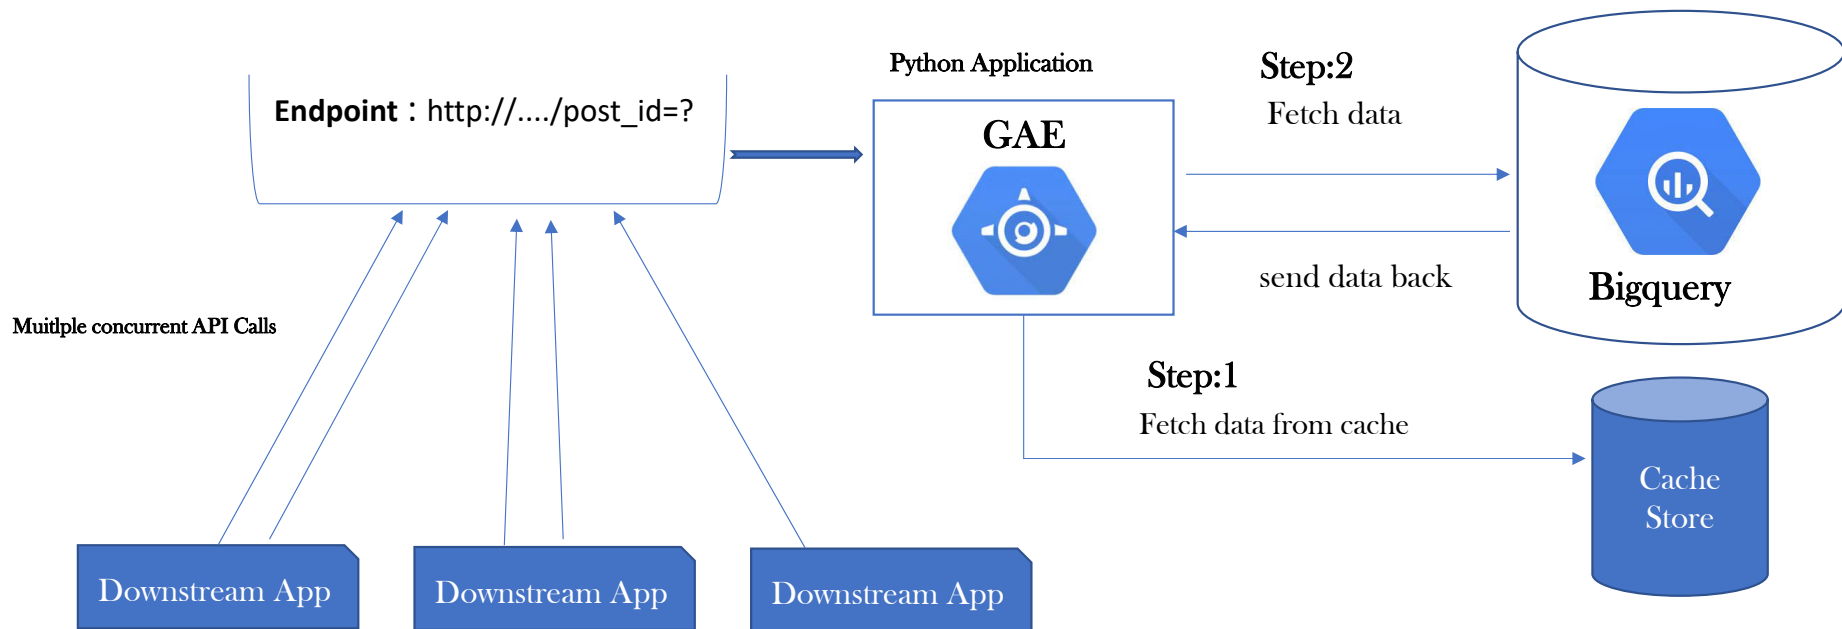 Python Application
Step:2
Endpoint : http://..../post_id=?
Fetch data
GAE
send data back
Bigquery
Muitlple concurrent API Calls
Step:1
Fetch data from cache
Cache
Store
Downstream App
Downstream App
Downstream App